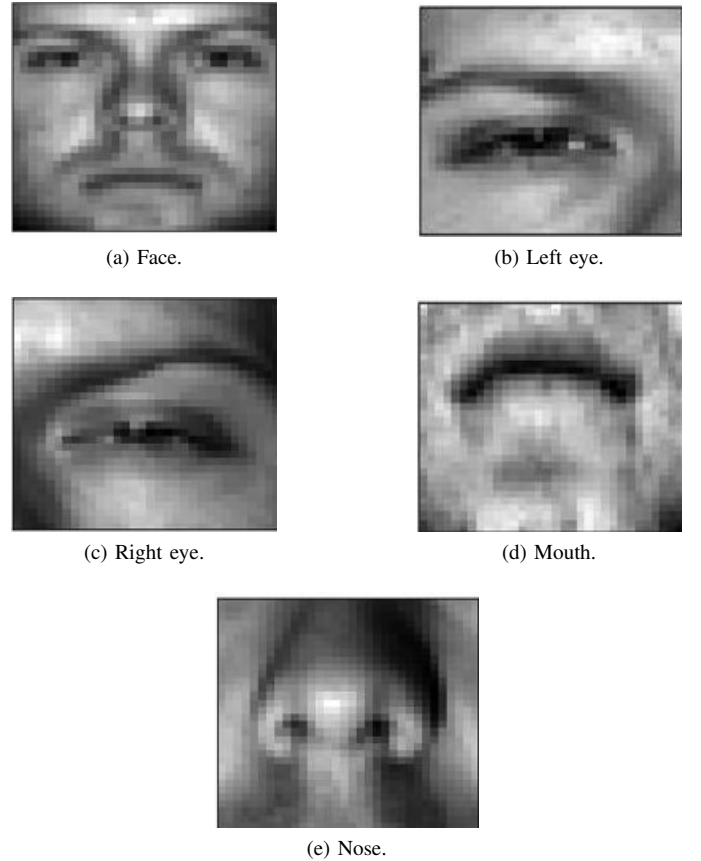 (a) Face.
(b) Left eye.
(c) Right eye.
(d) Mouth.
(e) Nose.